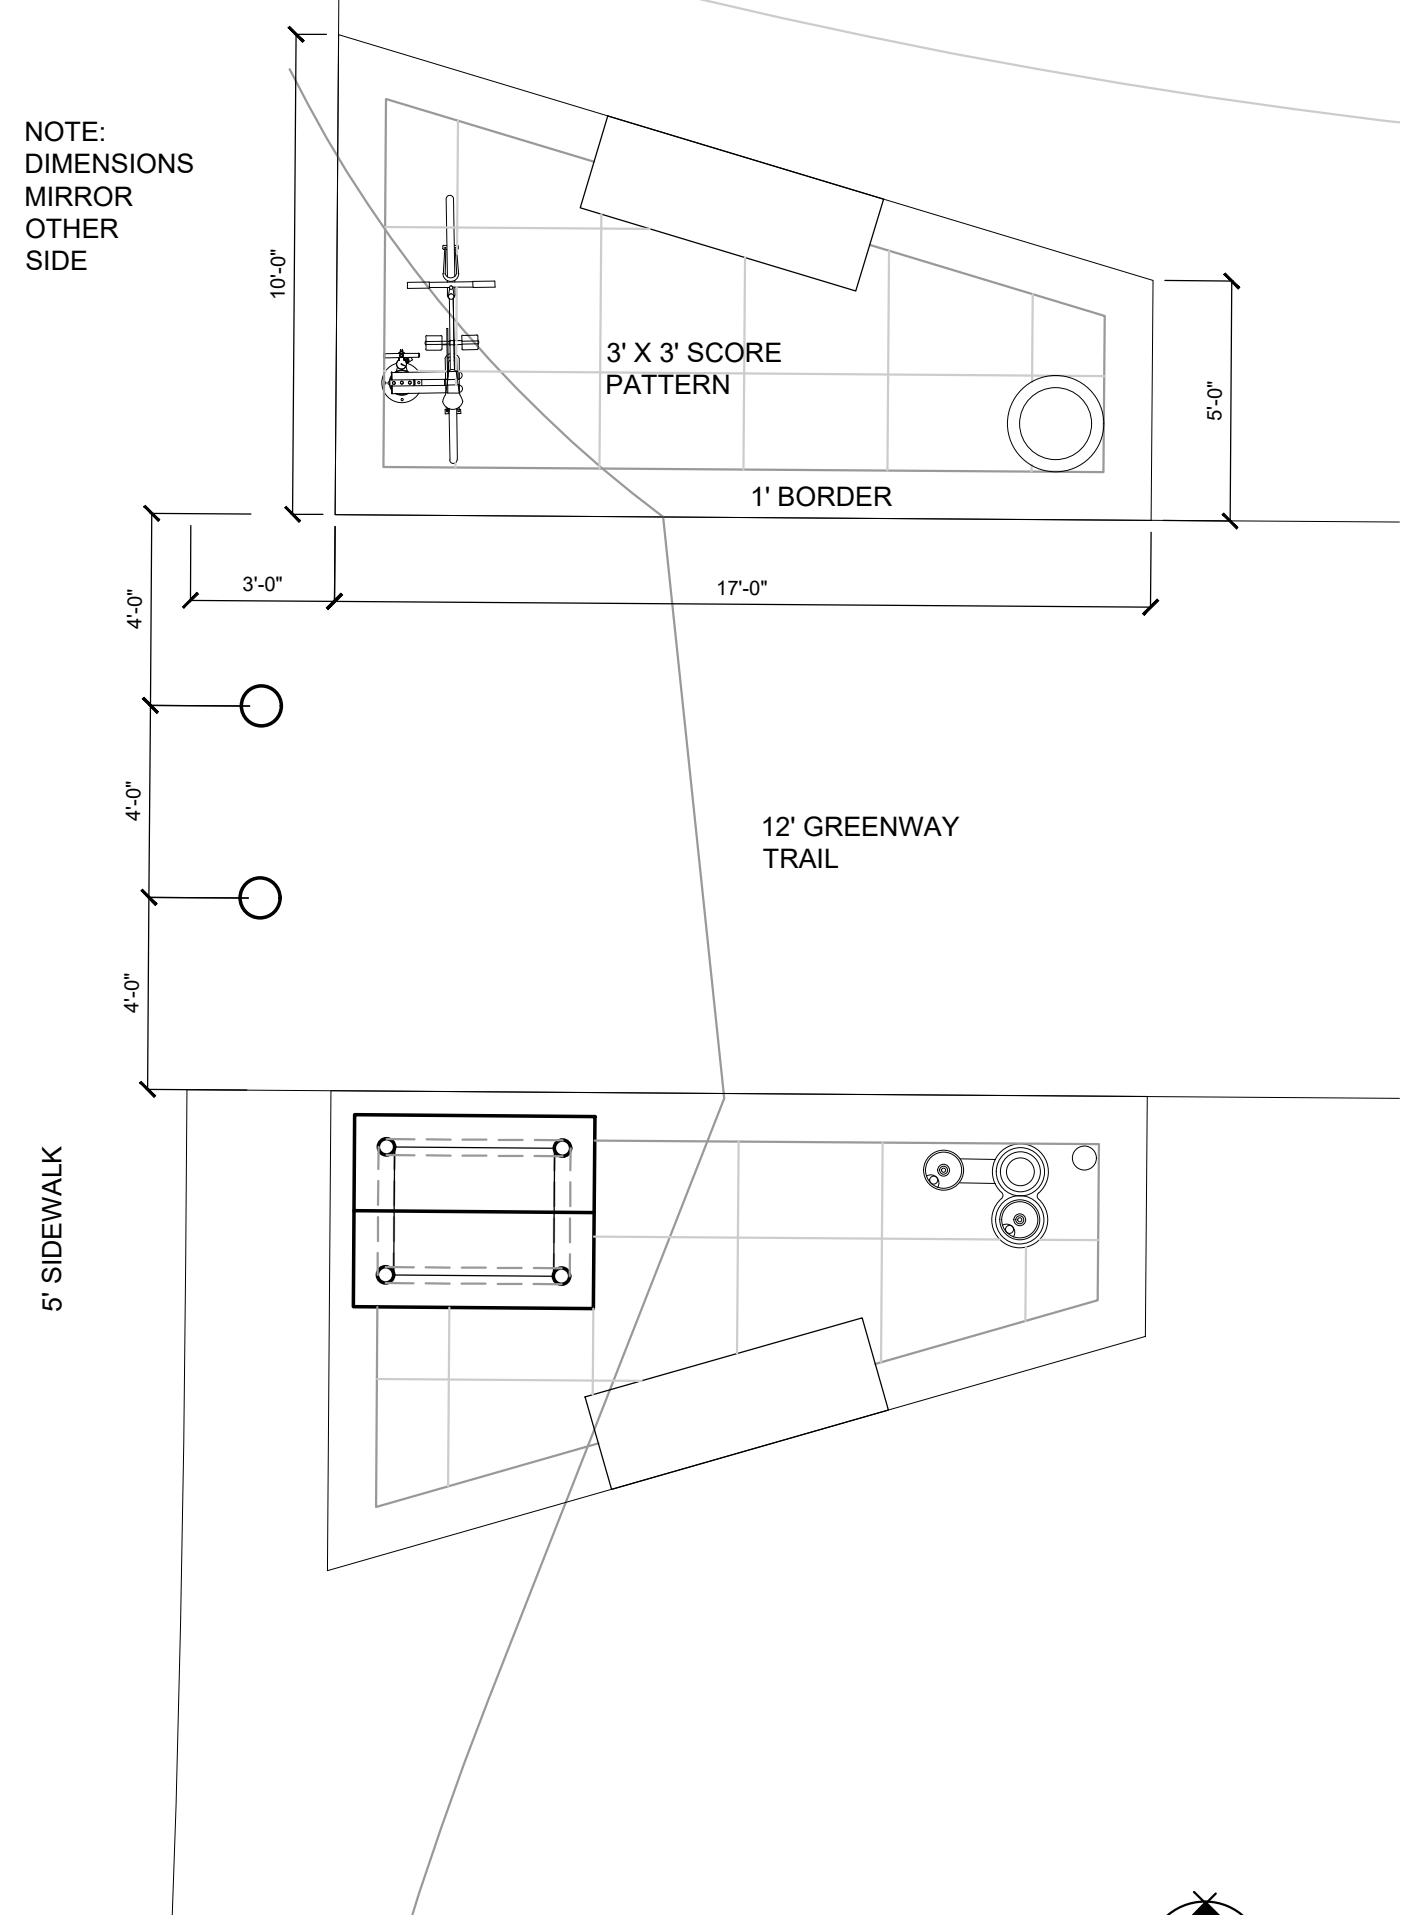 NOTE:
DIMENSIONS
MIRROR
OTHER
SIDE
10'-0"
3' X 3' SCORE
PATTERN
5'-0"
1' BORDER
3'-0"
17'-0"
4'-0"
4'-0"
12' GREENWAY
TRAIL
4'-0"
5' SIDEWALK